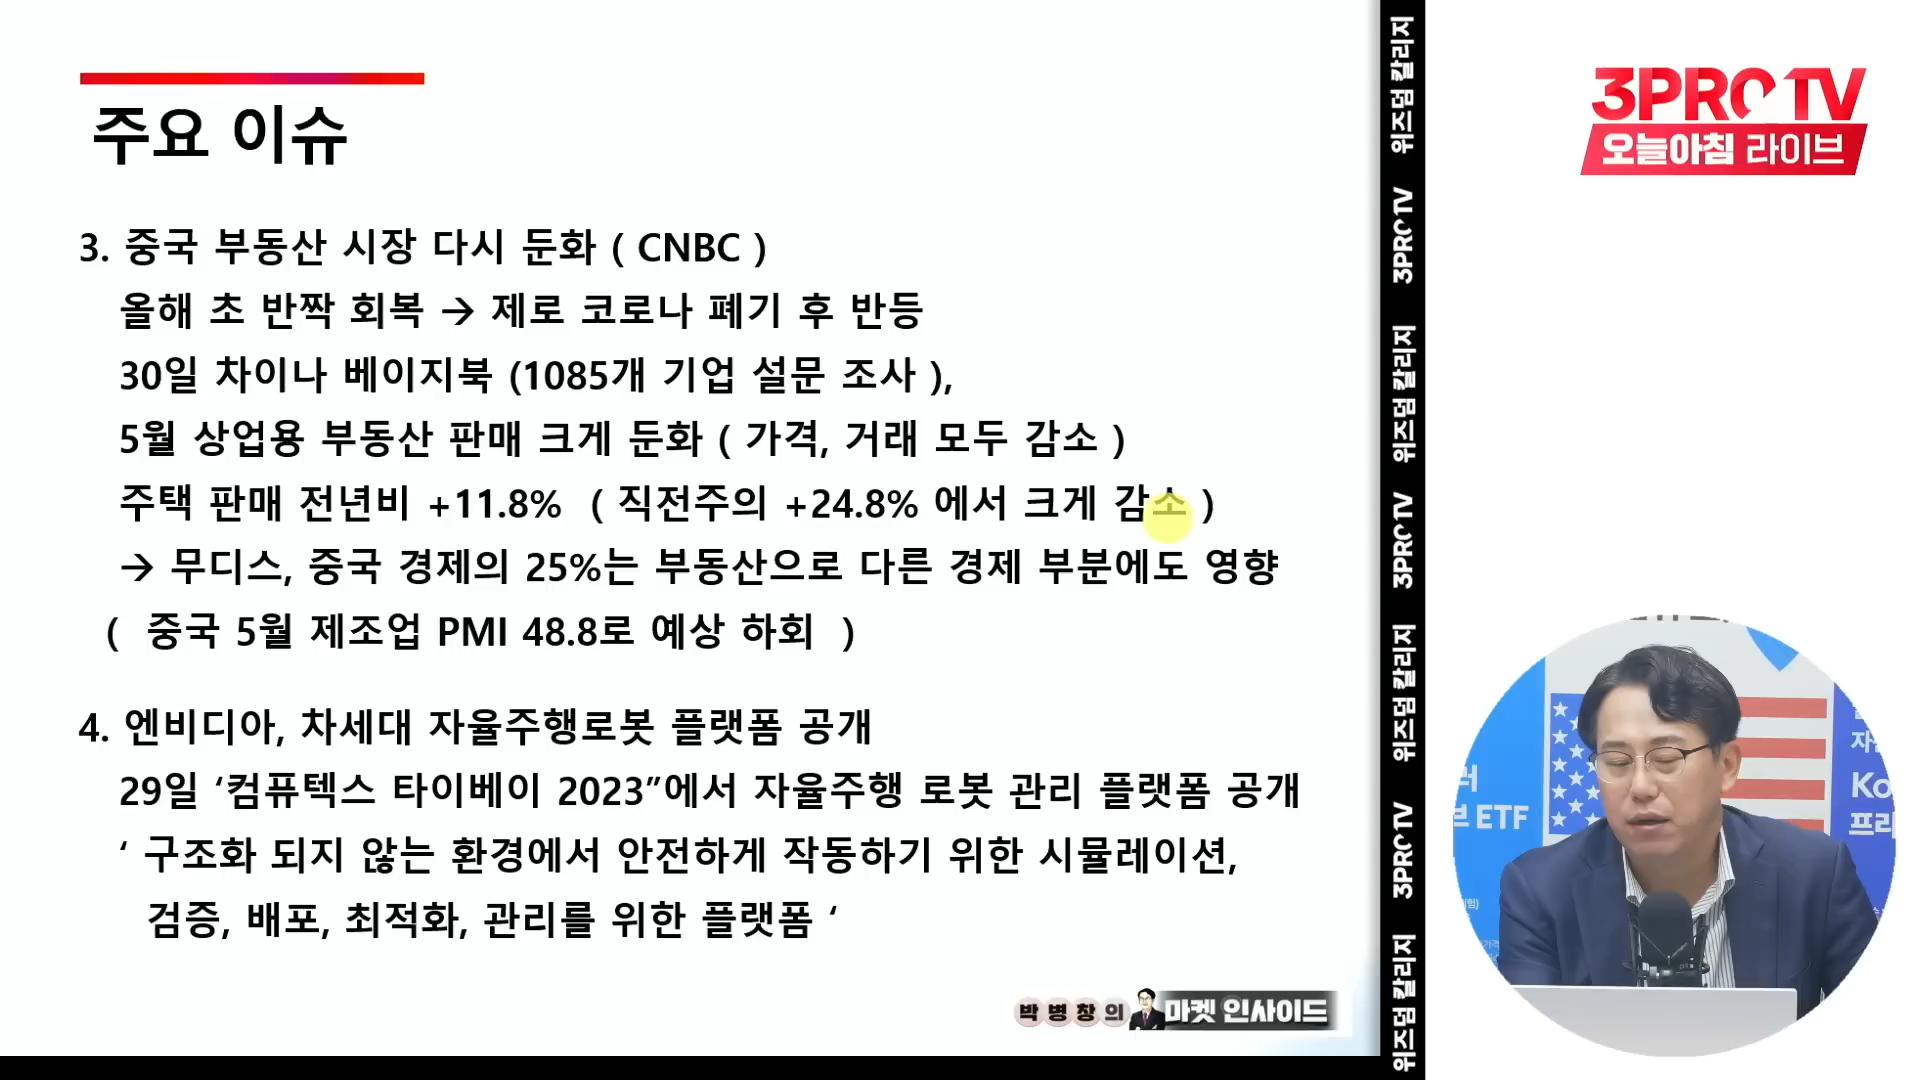 주요 이슈
3. 중국 부동산 시장 다시 둔화 ( CNBC )
올해 초 반짝 회복 → 제로 코로나 폐기 후 반등
30일 차이나 베이지북 (1085개 기업 설문 조사 ),
5월 상업용 부동산 판매 크게 둔화 ( 가격, 거래 모두 감소 )
주택 판매 전년비 +11.8% ( 직전주의 +24.8% 에서 크게 감소 )
→ 무디스, 중국 경제의 25%는 부동산으로 다른 경제 부분에도 영향
( 중국 5월 제조업 PMI 48.8로 예상 하회 )
4. 엔비디아, 차세대 자율주행로봇 플랫폼 공개
29일 ‘컴퓨텍스 타이베이 2023”에서 자율주행 로봇 관리 플랫폼 공개
‘ 구조화 되지 않는 환경에서 안전하게 작동하기 위한 시뮬레이션,
검증, 배포, 최적화, 관리를 위한 플랫폼 ‘
박병창의 마켓 인사이드
위즈덤 칼리지
3PROTV
위즈덤 칼리지
3PROTV
위즈덤 칼리지
3PROTV
위즈덤 칼리지
3PROTV
오늘아침 라이브
ETF